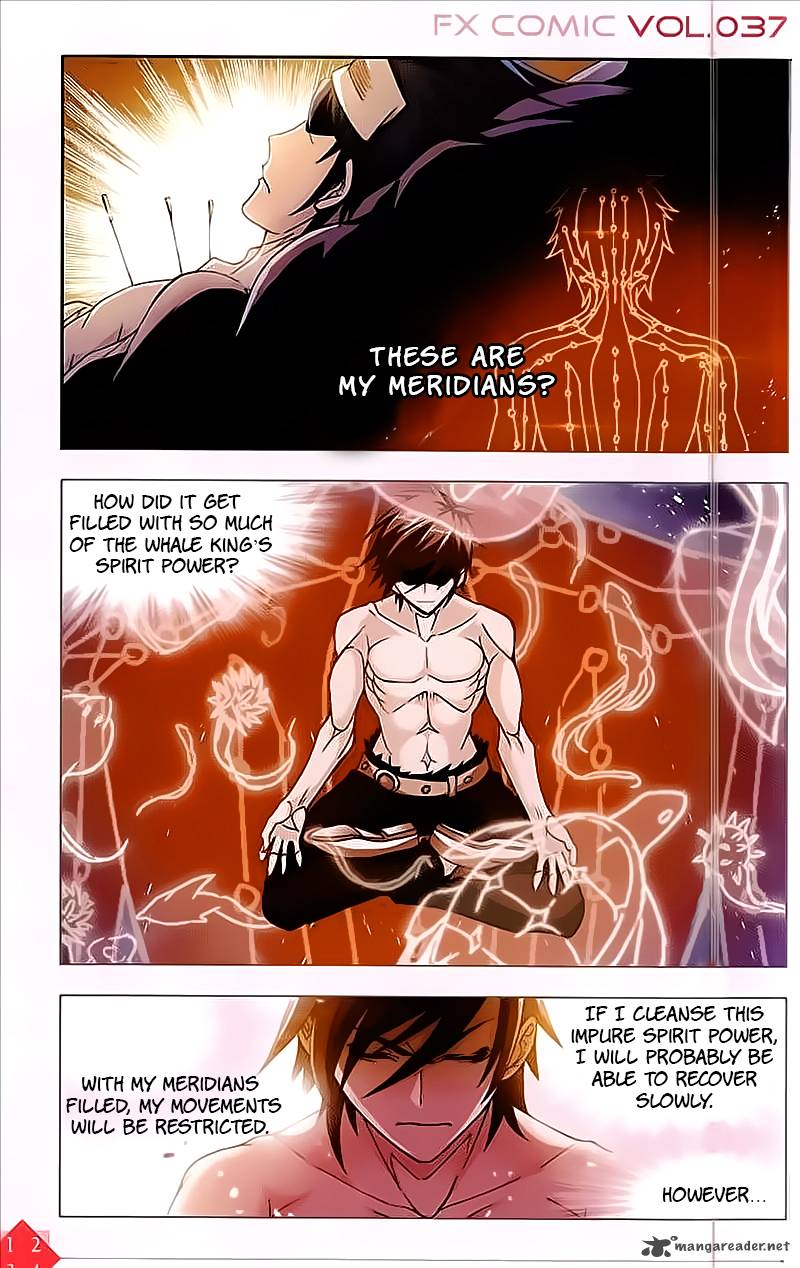 FX COMIC VOL.037
THESE ARE
MY MERIDIANS?
HOW DID IT GET
FILLED WITH SO MUCH
OF THE WHALE KING'S
SPIRIT POWER?
IF I CLEANSE THIS
IMPURE SPIRIT POWER,
I WILL PROBABLY BE
ABLE TO RECOVER
SLOWLY.
WITH MY MERIDIANS
FILLED, MY MOVEMENTS
WILL BE RESTRICTED.
HOWEVER...
1 2
mangareader.net